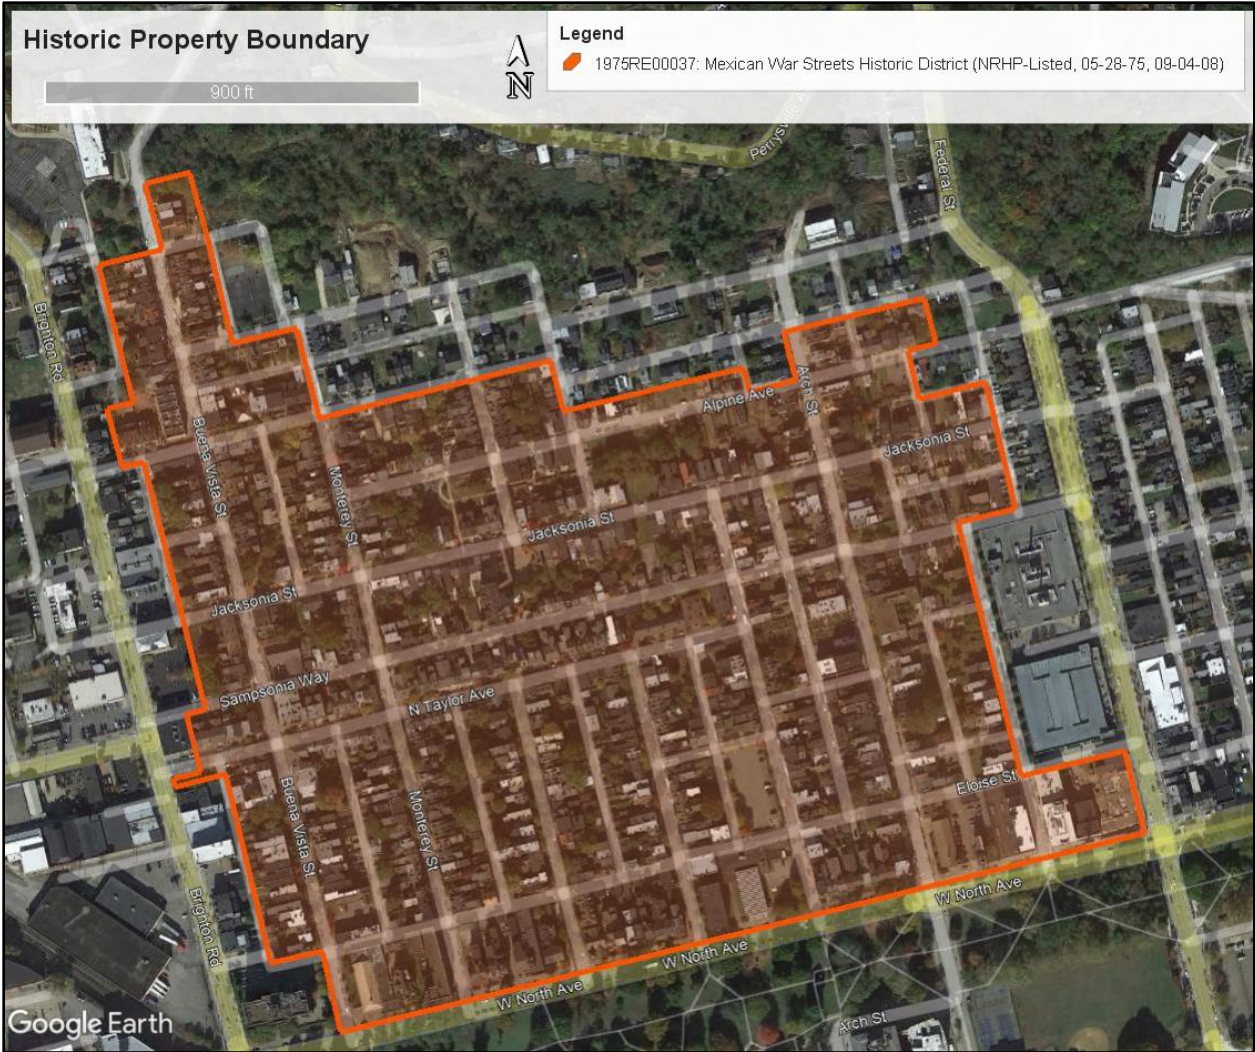 Historic Property Boundary
900 ft
N
Legend
1975RE00037: Mexican War Streets Historic District (NRHP-Listed, 05-28-75, 09-04-08)
Federal St
Brighton Rd
Alpine Ave
Arch St
Buena Vista St
Monterey St
Jacksonia St
Jacksonia St
Jacksonia St
Sampsonia Way
N Taylor Ave
Buena Vista St
Monterey St
Eloise St
Brighton Rd
W North Ave
W North Ave
W North Ave
Arch St
Google Earth